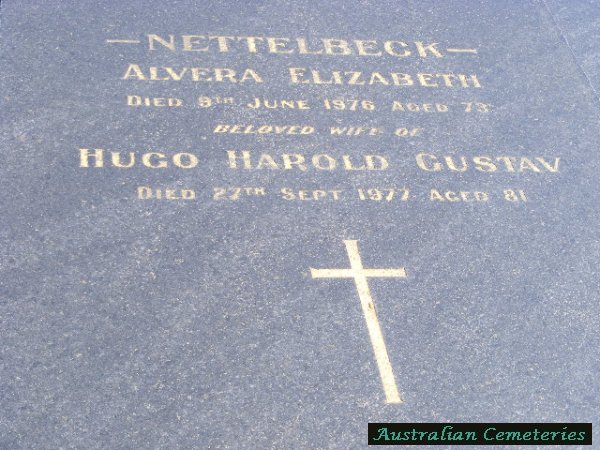 —NETTELBECK—
ALVERA ELIZABETH
DIED 9TH JUNE 1976 AGED 73
BELOVED WIFE OF
HUGO HAROLD GUSTAV
DIED 27TH SEPT 1977 AGED 81
Australian Cemeteries